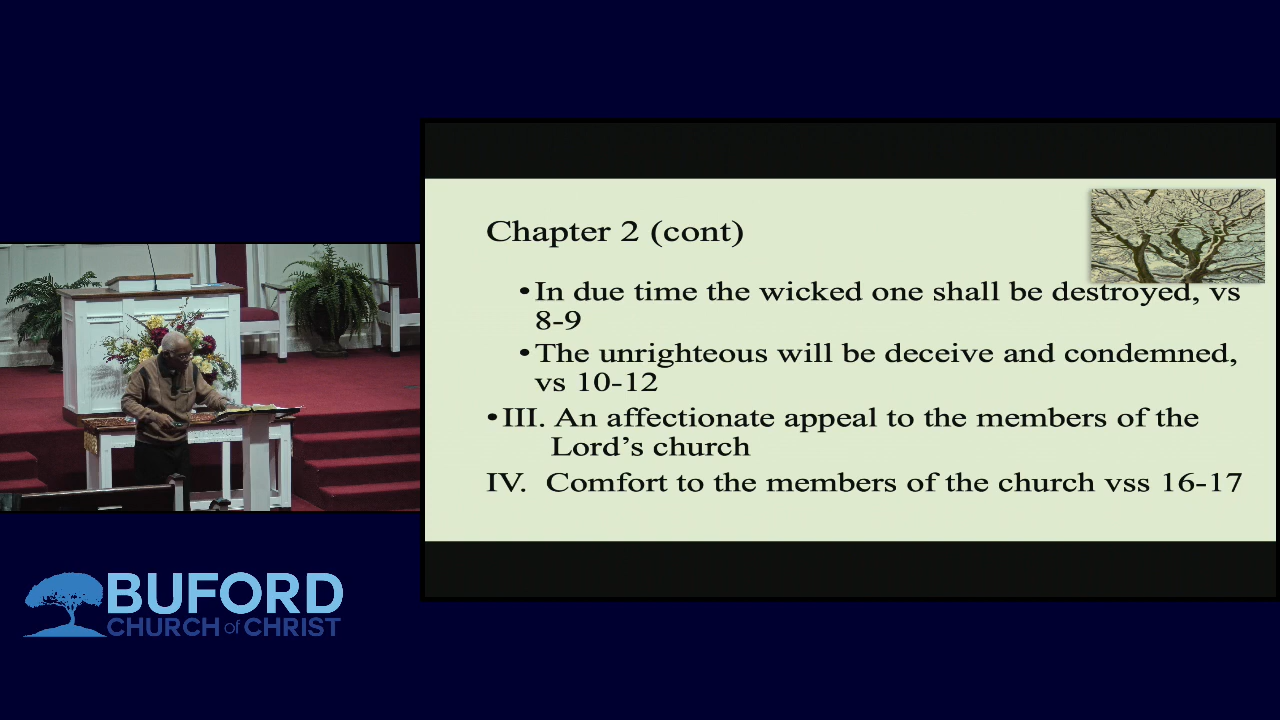 Chapter 2 (cont)
•In due time the wicked one shall be destroyed, vs
8-9
•The unrighteous will be deceive and condemned,
vs 10-12
•III. An affectionate appeal to the members of the
Lord's church
IV. Comfort to the members of the church vss 16-17
BUFORD
CHURCH of CHRIST